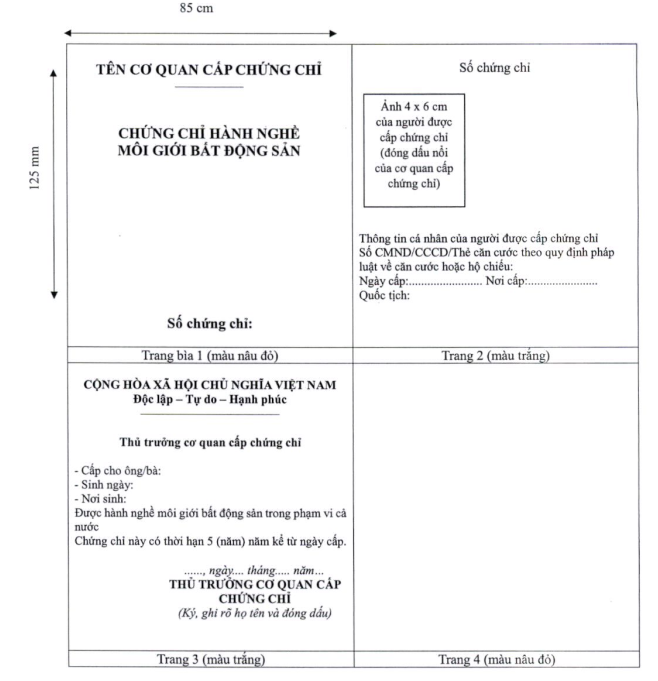 85 cm
125 mm
TÊN CƠ QUAN CẤP CHỨNG CHỈ
CHỨNG CHỈ HÀNH NGHỀ
MÔI GIỚI BẤT ĐỘNG SẢN
Số chứng chỉ:
Trang bìa 1 (màu nâu đỏ)
Số chứng chỉ
Ảnh 4 x 6 cm
của người được
cấp chứng chỉ
(đóng dấu nổi
của cơ quan cấp
chứng chỉ)
Thông tin cá nhân của người được cấp chứng chỉ
Số CMND/CCCD/Thẻ căn cước theo quy định pháp
luật về căn cước hoặc hộ chiếu:
Ngày cấp:......................... Nơi cấp:.......................
Quốc tịch:
Trang 2 (màu trắng)
CỘNG HÒA XÃ HỘI CHỦ NGHĨA VIỆT NAM
Độc lập – Tự do – Hạnh phúc
Thủ trưởng cơ quan cấp chứng chỉ
- Cấp cho ông/bà:
- Sinh ngày:
- Nơi sinh:
Được hành nghề môi giới bất động sản trong phạm vi cả
nước
Chứng chỉ này có thời hạn 5 (năm) năm kể từ ngày cấp.
......, ngày.... tháng..... năm...
THỦ TRƯỞNG CƠ QUAN CẤP
CHỨNG CHỈ
(Ký, ghi rõ họ tên và đóng dấu)
Trang 3 (màu trắng)
Trang 4 (màu nâu đỏ)